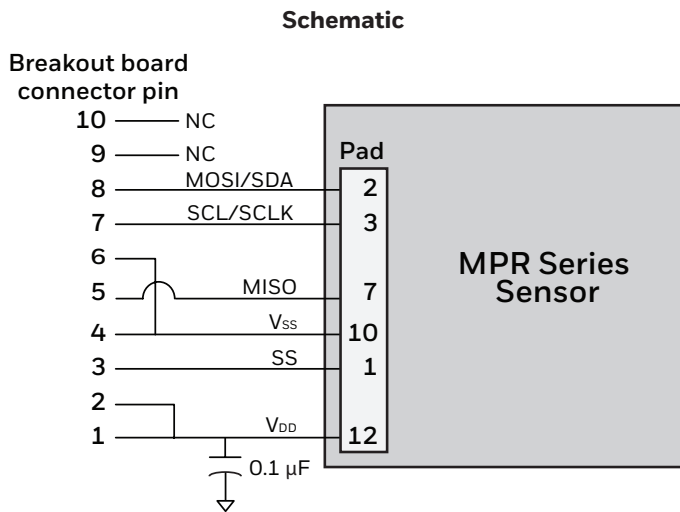 Schematic
Breakout board
connector pin
10 NC
Pad
9 NC
8 MOSI/SDA 2
7 SCL/SCLK 3
6
MPR Series
Sensor
5 MISO 7
4 Vss 10
3 SS 1
2
1 VDD 12
0.1 µF